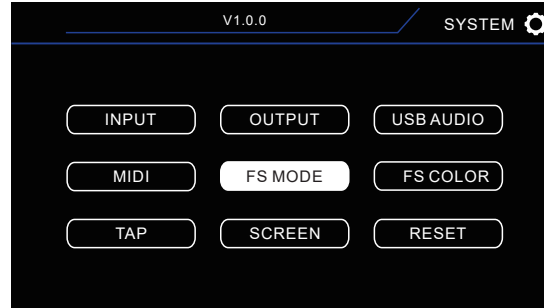 V1.0.0 SYSTEM
INPUT OUTPUT USB AUDIO
MIDI FS MODE FS COLOR
TAP SCREEN RESET